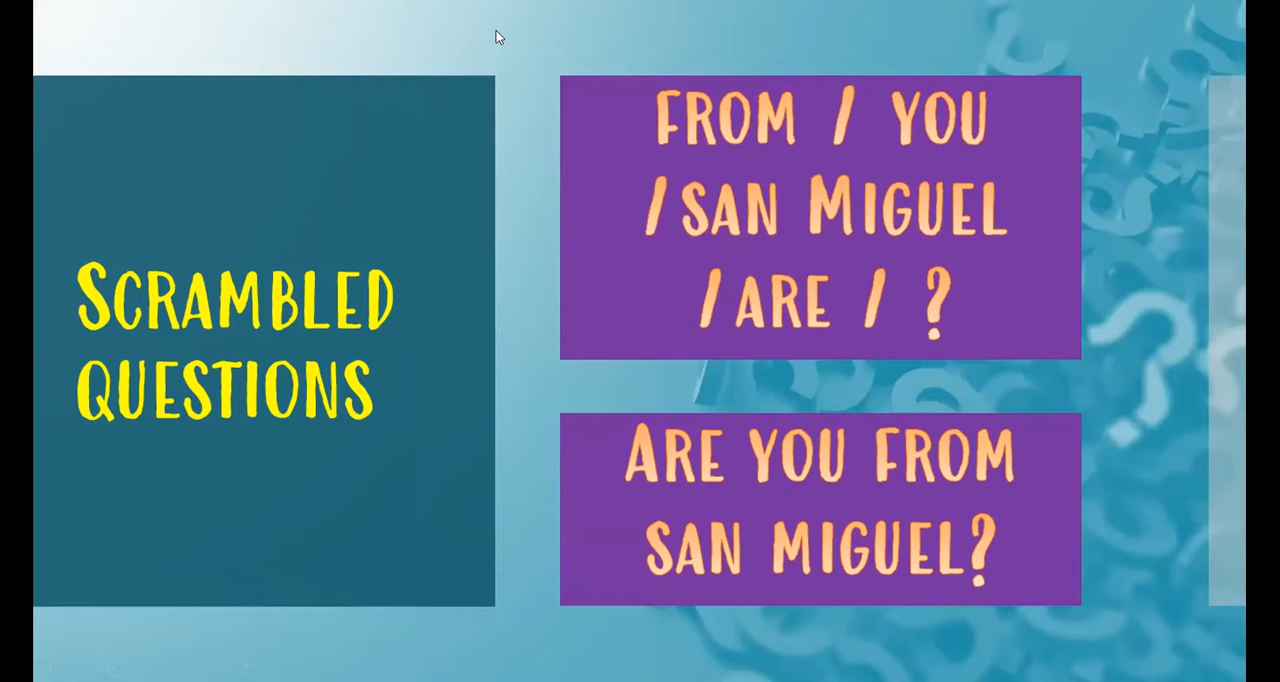 Scrambled
questions
from / you
/san Miguel
/are / ?
Are you from
san miguel?